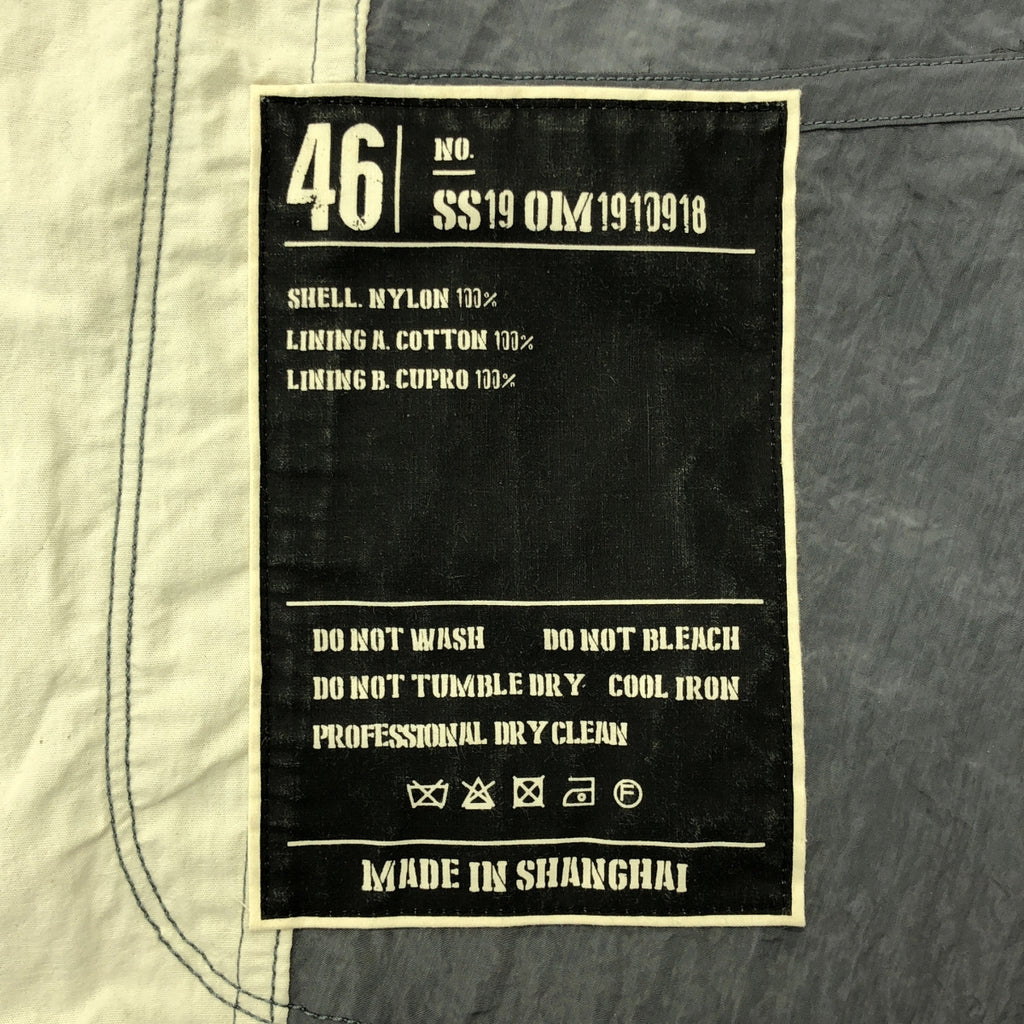 46
NO.
SS19 OM1910918
SHELL. NYLON 100%
LINING A. COTTON 100%
LINING B. CUPRO 100%
DO NOT WASH DO NOT BLEACH
DO NOT TUMBLE DRY COOL IRON
PROFESSIONAL DRY CLEAN
F
MADE IN SHANGHAI